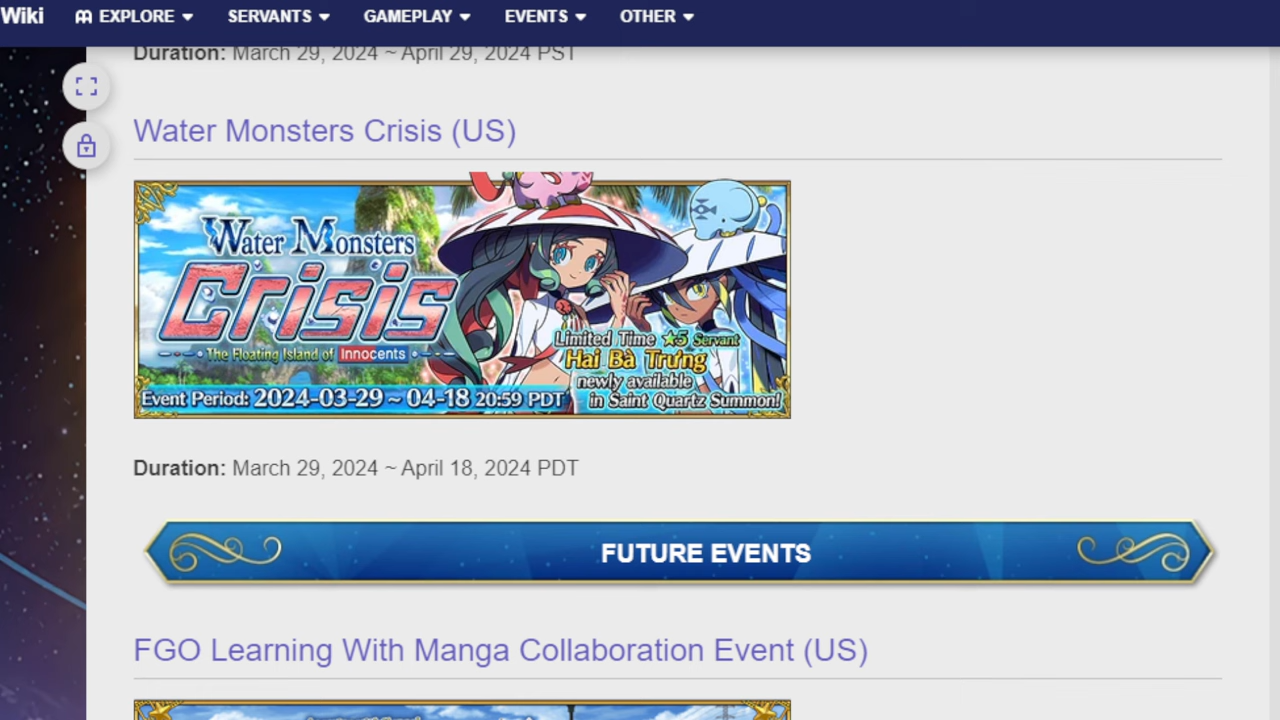 Wiki EXPLORE SERVANTS GAMEPLAY EVENTS OTHER
Duration: March 29, 2024 ~ April 29, 2024 PST
Water Monsters Crisis (US)
Water Monsters
Crisis
The Floating Island of Innocents
Limited Time ★5 Servant
Hai Bà Trưng
newly available
in Saint Quartz Summon!
Event Period: 2024-03-29 ~ 04-18 20:59 PDT
Duration: March 29, 2024 ~ April 18, 2024 PDT
FUTURE EVENTS
FGO Learning With Manga Collaboration Event (US)